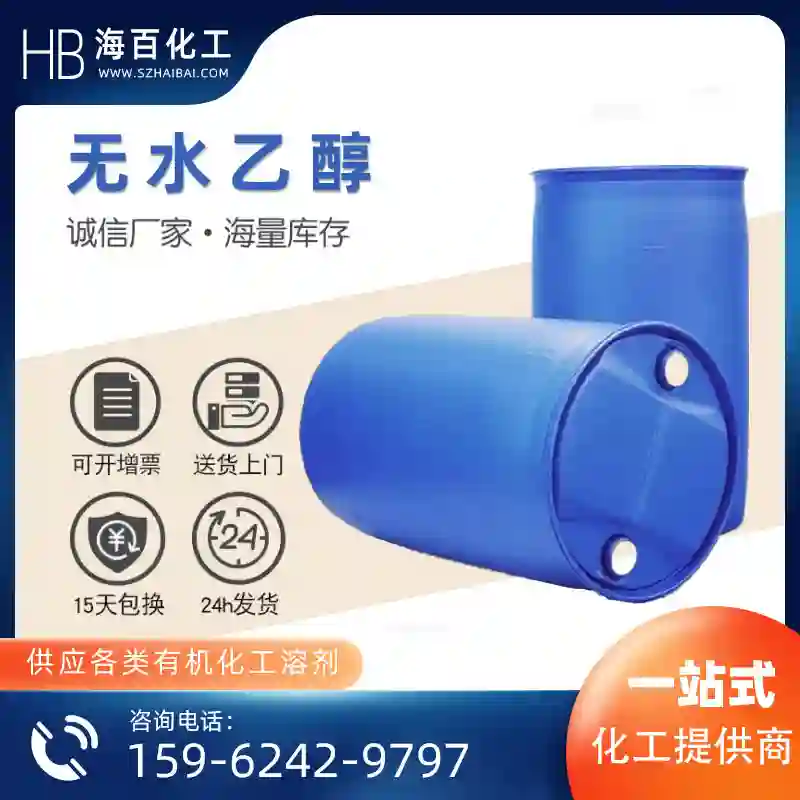 HB 海百化工
WWW.SZHAIBAI.COM
无水乙醇
诚信厂家·海量库存
可开增票
送货上门
¥
24
15天包换
24h发货
供应各类有机化工溶剂
一站式
化工提供商
咨询电话:
159-6242-9797